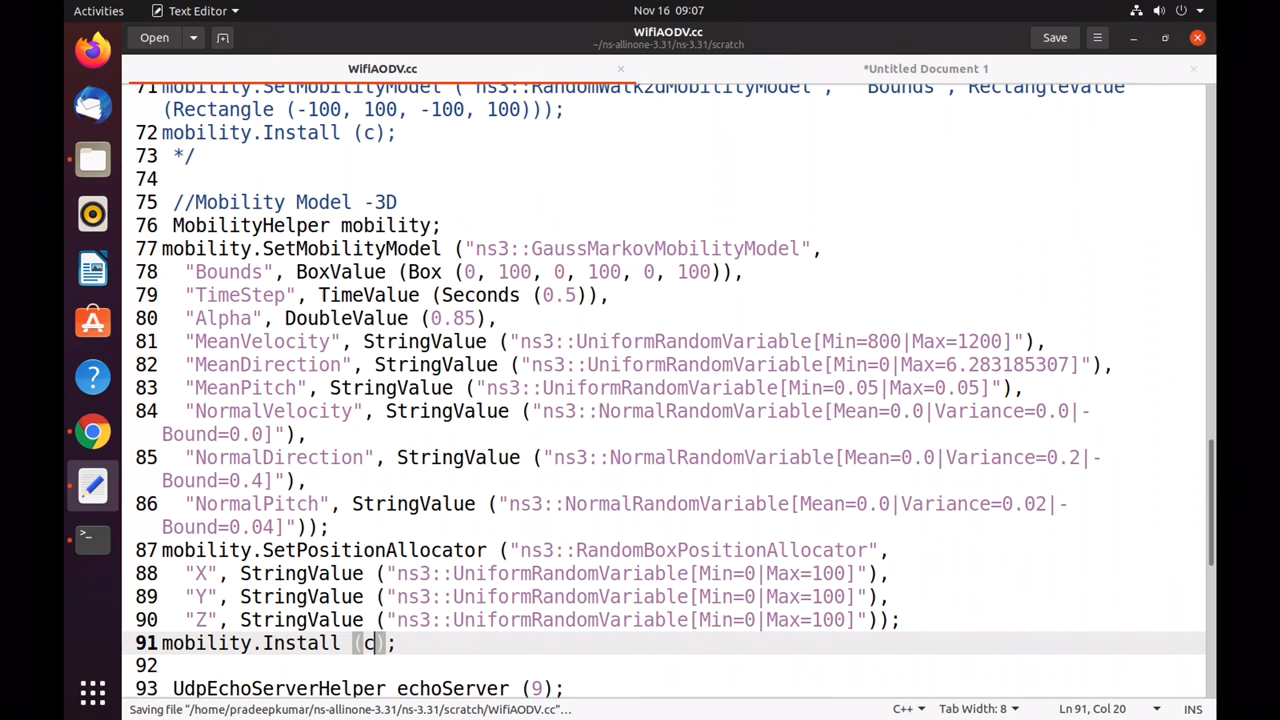 Activities
Text Editor
Nov 16 09:07
Open
WifiAODV.cc
~/ns-allinone-3.31/ns-3.31/scratch
Save
WifiAODV.cc
*Untitled Document 1
71 mobility.SetMobilityModel ("ns3::RandomWalk2dMobilityModel", "Bounds", RectangleValue
(Rectangle (-100, 100, -100, 100)));
72 mobility.Install (c);
73 */
74
75 //Mobility Model -3D
76 MobilityHelper mobility;
77 mobility.SetMobilityModel ("ns3::GaussMarkovMobilityModel",
78 "Bounds", BoxValue (Box (0, 100, 0, 100, 0, 100)),
79 "TimeStep", TimeValue (Seconds (0.5)),
80 "Alpha", DoubleValue (0.85),
81 "MeanVelocity", StringValue ("ns3::UniformRandomVariable[Min=800|Max=1200]"),
82 "MeanDirection", StringValue ("ns3::UniformRandomVariable[Min=0|Max=6.283185307]"),
83 "MeanPitch", StringValue ("ns3::UniformRandomVariable[Min=0.05|Max=0.05]"),
84 "NormalVelocity", StringValue ("ns3::NormalRandomVariable[Mean=0.0|Variance=0.0|-
Bound=0.0]"),
85 "NormalDirection", StringValue ("ns3::NormalRandomVariable[Mean=0.0|Variance=0.2|-
Bound=0.4]"),
86 "NormalPitch", StringValue ("ns3::NormalRandomVariable[Mean=0.0|Variance=0.02|-
Bound=0.04]"));
87 mobility.SetPositionAllocator ("ns3::RandomBoxPositionAllocator",
88 "X", StringValue ("ns3::UniformRandomVariable[Min=0|Max=100]"),
89 "Y", StringValue ("ns3::UniformRandomVariable[Min=0|Max=100]"),
90 "Z", StringValue ("ns3::UniformRandomVariable[Min=0|Max=100]"));
91 mobility.Install (c);
92
93 UdpEchoServerHelper echoServer (9);
Saving file "/home/pradeepkumar/ns-allinone-3.31/ns-3.31/scratch/WifiAODV.cc"…
C++
Tab Width: 8
Ln 91, Col 20
INS